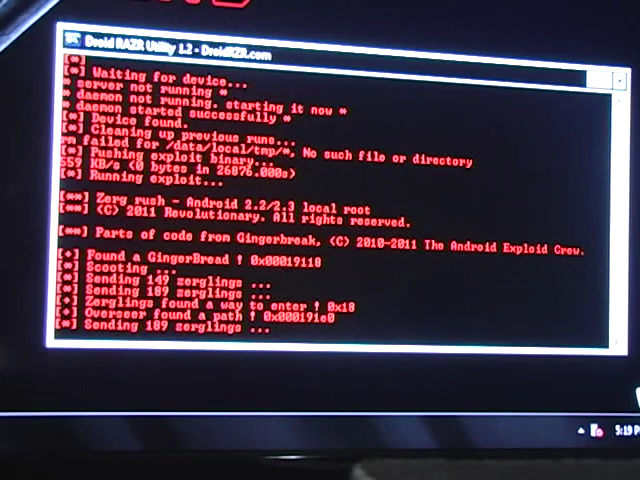 Droid RAZR Utility 1.2 - DroidRZR.com
[*]
[*] Waiting for device...
* server not running *
* daemon not running. starting it now *
* daemon started successfully *
[*] Device found.
[*] Cleaning up previous runs...
rm failed for /data/local/tmp/*, No such file or directory
[*] Pushing exploit binary...
559 KB/s (0 bytes in 26876.000s)
[*] Running exploit...
[**] Zerg rush - Android 2.2/2.3 local root
[**] (C) 2011 Revolutionary. All rights reserved.
[**] Parts of code from Gingerbreak, (C) 2010-2011 The Android Exploid Crew.
[+] Found a GingerBread ! 0x00019118
[*] Scooting ...
[*] Sending 149 zerglings ...
[*] Sending 189 zerglings ...
[+] Zerglings found a way to enter ! 0x18
[+] Overseer found a path ! 0x000191e0
[*] Sending 189 zerglings ...
5:19 P